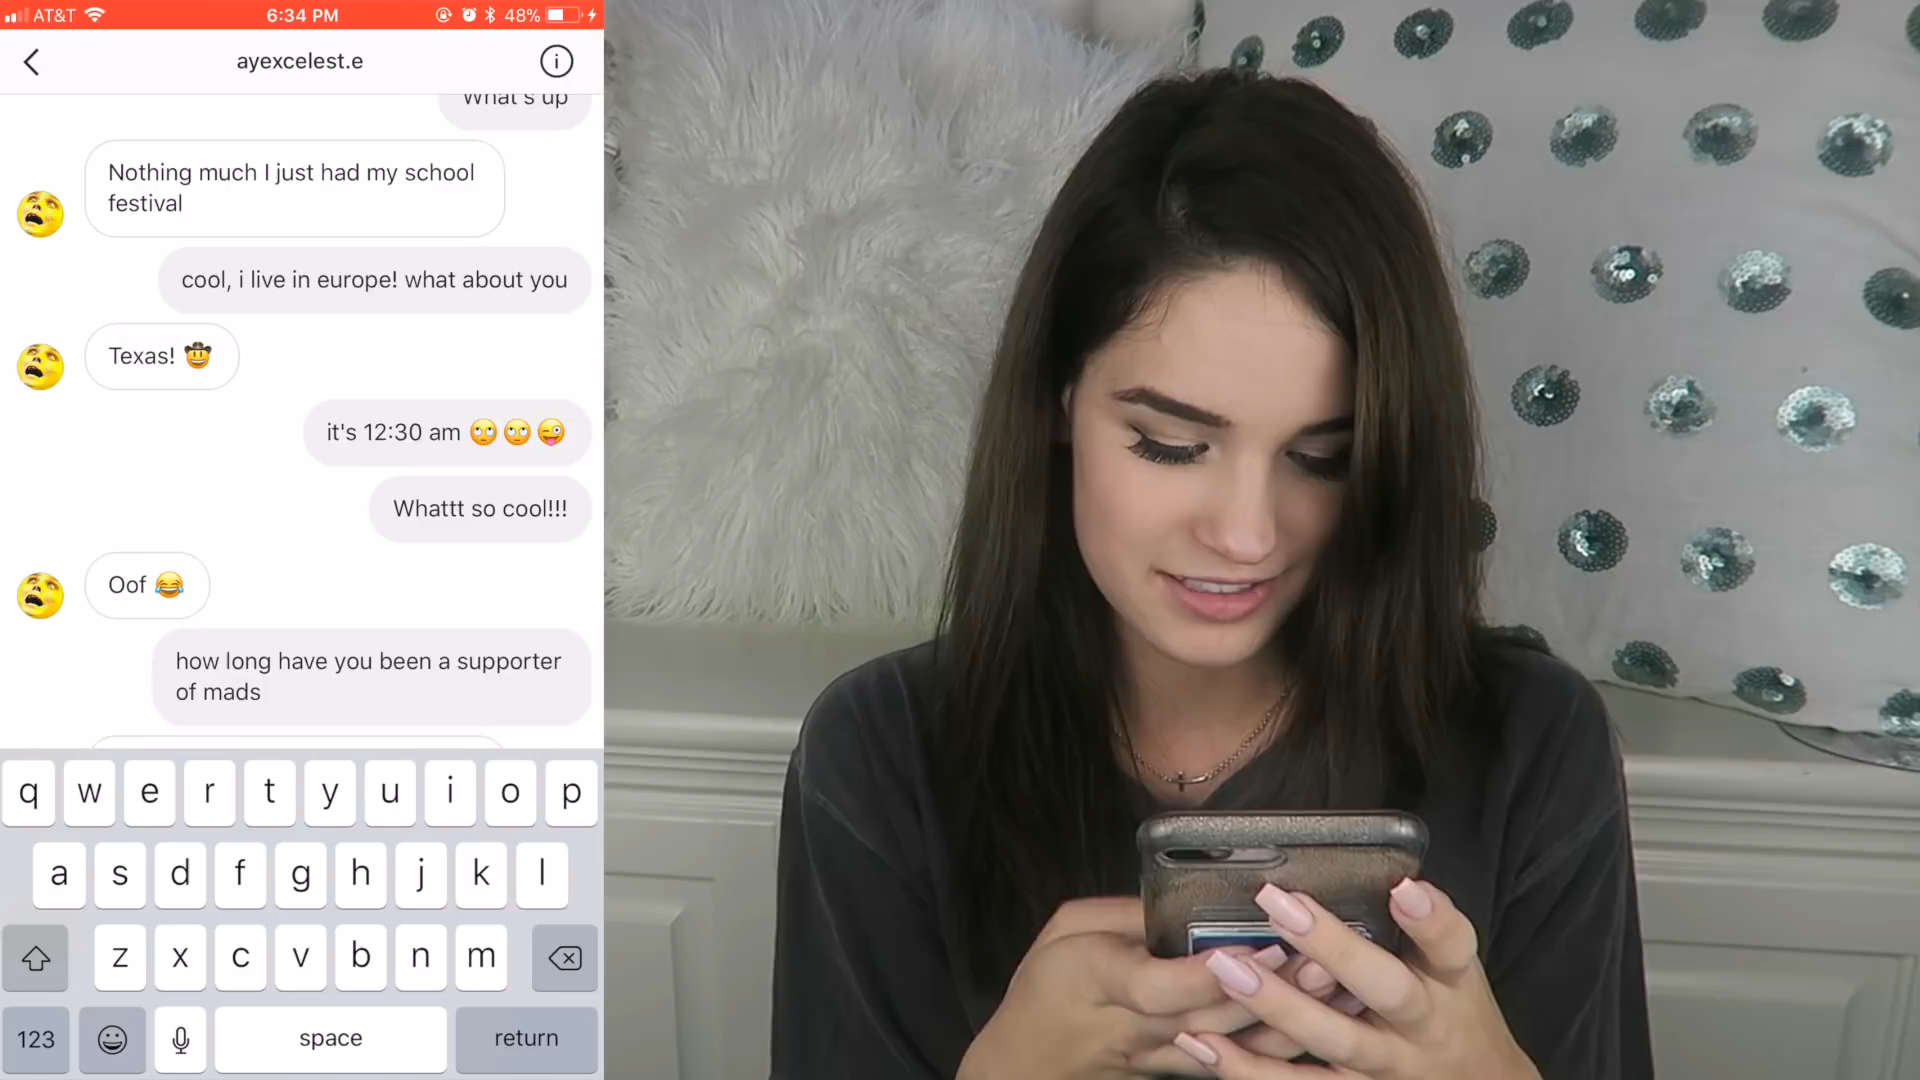 AT&T 6:34 PM 48%
ayexcelest.e
What's up
Nothing much I just had my school
festival
cool, i live in europe! what about you
Texas! 🤠
it's 12:30 am 🙄🙄😜
Whattt so cool!!!
Oof 😂
how long have you been a supporter
of mads
q w e r t y u i o p
a s d f g h j k l
z x c v b n m
123 space return